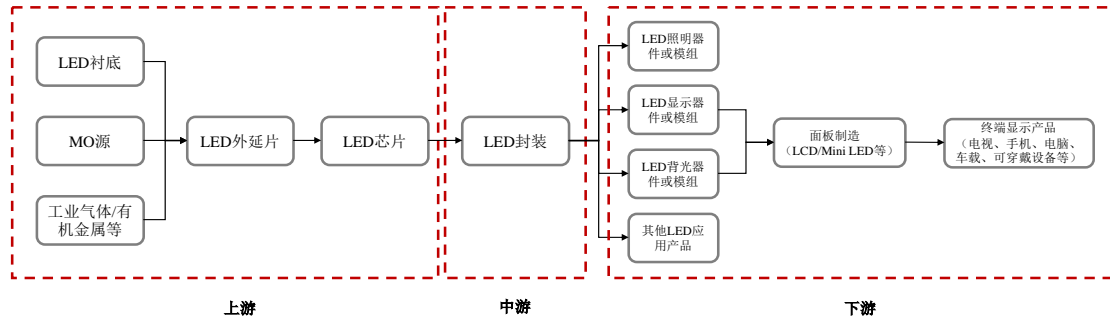 LED衬底
MO源
工业气体/有
机金属等
LED外延片
LED芯片
LED封装
LED照明器
件或模组
LED显示器
件或模组
LED背光器
件或模组
其他LED应
用产品
面板制造
（LCD/Mini LED等）
终端显示产品
（电视、手机、电脑、
车载、可穿戴设备等）
上游
中游
下游